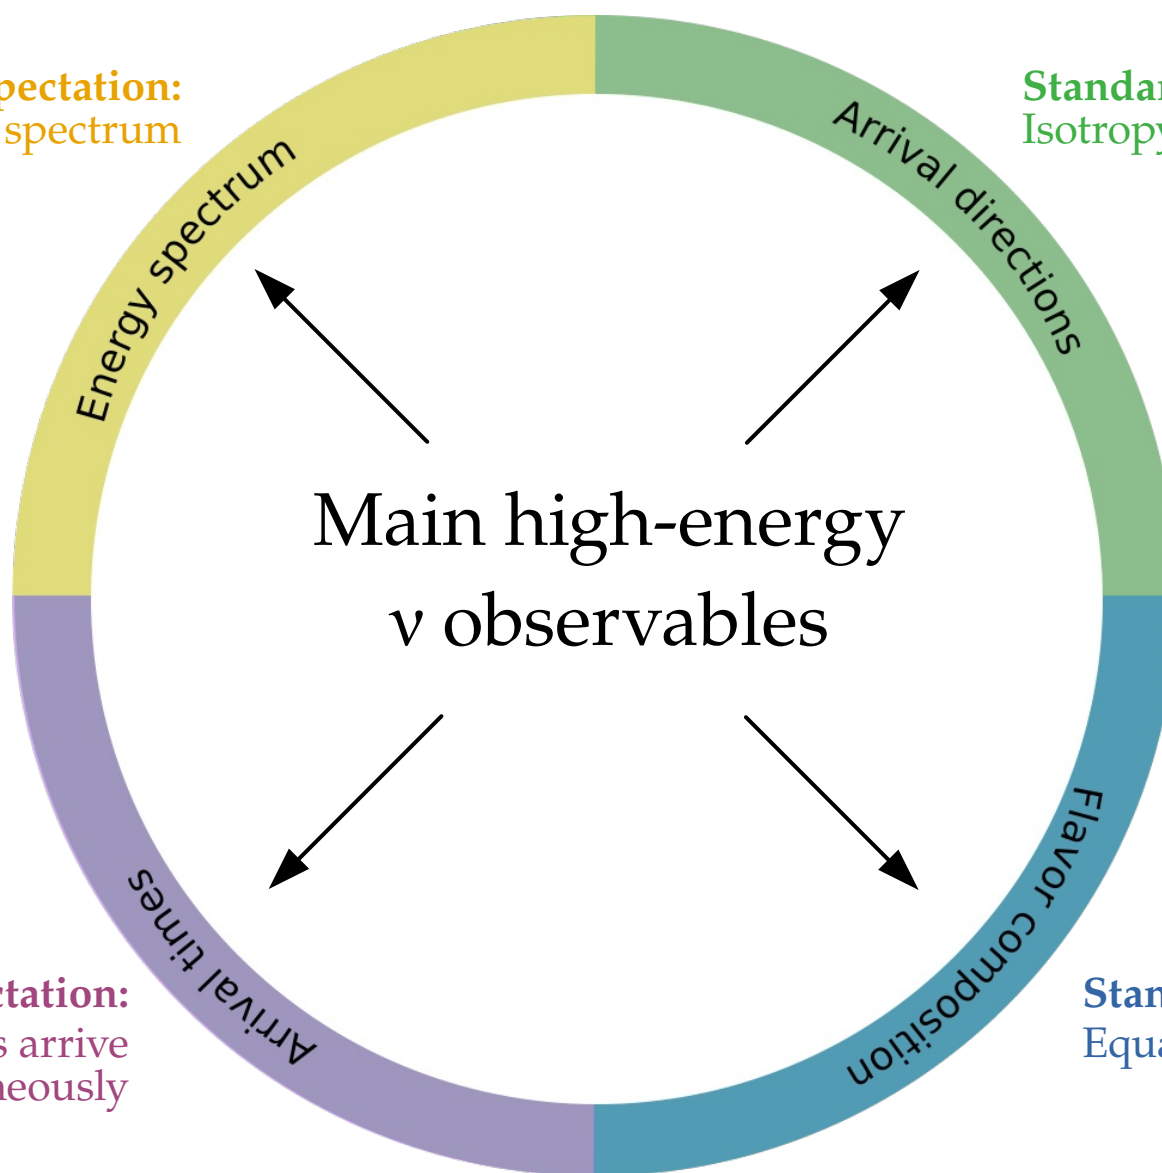 pectation:
spectrum
Standar
Isotropy
Energy spectrum
Arrival directions
Main high-energy
ν observables
Arrival times
Flavor composition
ctation:
s arrive
neously
Stan
Equa